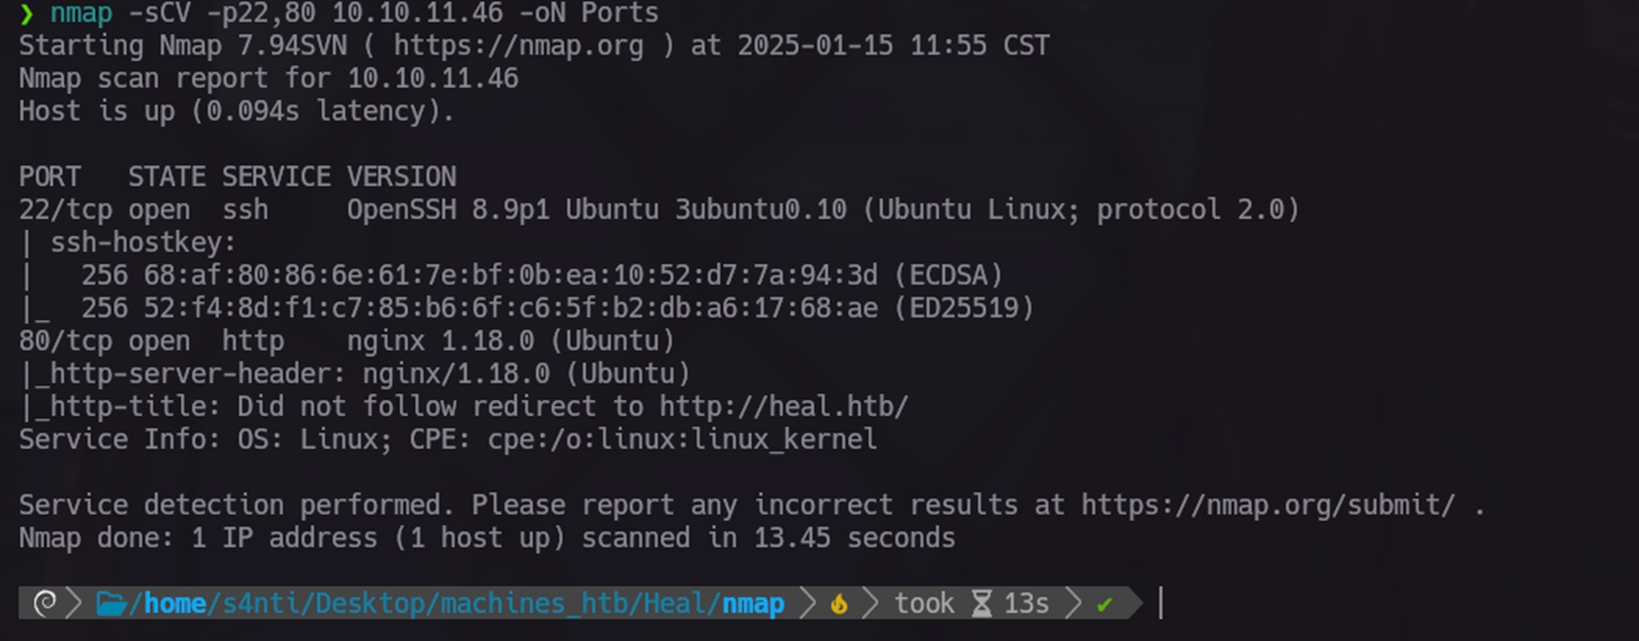 ❯ nmap -sCV -p22,80 10.10.11.46 -oN Ports
Starting Nmap 7.94SVN ( https://nmap.org ) at 2025-01-15 11:55 CST
Nmap scan report for 10.10.11.46
Host is up (0.094s latency).
PORT   STATE SERVICE VERSION
22/tcp open  ssh     OpenSSH 8.9p1 Ubuntu 3ubuntu0.10 (Ubuntu Linux; protocol 2.0)
| ssh-hostkey:
|   256 68:af:80:86:6e:61:7e:bf:0b:ea:10:52:d7:7a:94:3d (ECDSA)
|_  256 52:f4:8d:f1:c7:85:b6:6f:c6:5f:b2:db:a6:17:68:ae (ED25519)
80/tcp open  http    nginx 1.18.0 (Ubuntu)
|_http-server-header: nginx/1.18.0 (Ubuntu)
|_http-title: Did not follow redirect to http://heal.htb/
Service Info: OS: Linux; CPE: cpe:/o:linux:linux_kernel
Service detection performed. Please report any incorrect results at https://nmap.org/submit/ .
Nmap done: 1 IP address (1 host up) scanned in 13.45 seconds
/home/s4nti/Desktop/machines_htb/Heal/nmap took 13s ✔